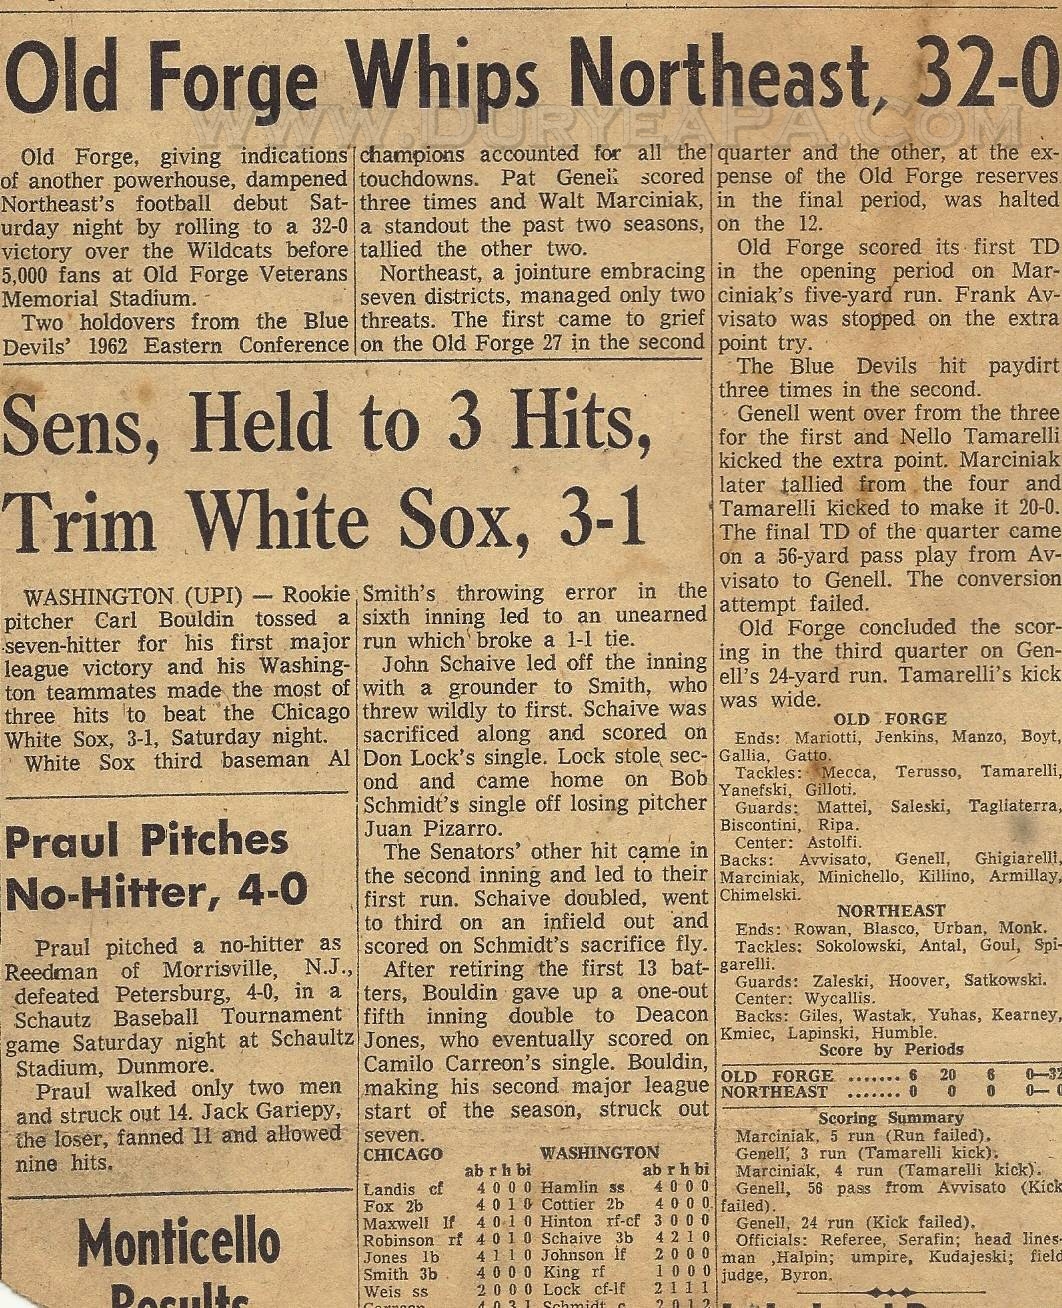 Old Forge Whips Northeast, 32-0
WWW.DURYEAPA.COM
Old Forge, giving indications
of another powerhouse, dampened
Northeast's football debut Sat-
urday night by rolling to a 32-0
victory over the Wildcats before
5,000 fans at Old Forge Veterans
Memorial Stadium.
Two holdovers from the Blue
Devils' 1962 Eastern Conference
champions accounted for all the
touchdowns. Pat Genell scored
three times and Walt Marciniak,
a standout the past two seasons,
tallied the other two.
Northeast, a jointure embracing
seven districts, managed only two
threats. The first came to grief
on the Old Forge 27 in the second
quarter and the other, at the ex-
pense of the Old Forge reserves
in the final period, was halted
on the 12.
Old Forge scored its first TD
in the opening period on Mar-
ciniak's five-yard run. Frank Av-
visato was stopped on the extra
point try.
The Blue Devils hit paydirt
three times in the second.
Genell went over from the three
for the first and Nello Tamarelli
kicked the extra point. Marciniak
later tallied from the four and
Tamarelli kicked to make it 20-0.
The final TD of the quarter came
on a 56-yard pass play from Av-
visato to Genell. The conversion
attempt failed.
Old Forge concluded the scor-
ing in the third quarter on Gen-
ell's 24-yard run. Tamarelli's kick
was wide.
OLD FORGE
Ends: Mariotti, Jenkins, Manzo, Boyt,
Gallia, Gatto.
Tackles: Mecca, Terusso, Tamarelli,
Yanefski, Gilloti.
Guards: Mattei, Saleski, Tagliaterra,
Biscontini, Ripa.
Center: Astolfi.
Backs: Avvisato, Genell, Ghigiarelli,
Marciniak, Minichello, Killino, Armillay,
Chimelski.
NORTHEAST
Ends: Rowan, Blasco, Urban, Monk.
Tackles: Sokolowski, Antal, Goul, Spi-
garelli.
Guards: Zaleski, Hoover, Satkowski.
Center: Wycallis.
Backs: Giles, Wastak, Yuhas, Kearney,
Kmiec, Lapinski, Humble.
Score by Periods
OLD FORGE ....... 6 20 6 0—32
NORTHEAST ....... 0 0 0 0— 0
Scoring Summary
Marciniak, 5 run (Run failed).
Genell, 3 run (Tamarelli kick).
Marciniak, 4 run (Tamarelli kick).
Genell, 56 pass from Avvisato (Kick
failed).
Genell, 24 run (Kick failed).
Officials: Referee, Serafin; head lines-
man ,Halpin; umpire, Kudajeski; field
judge, Byron.
Sens, Held to 3 Hits,
Trim White Sox, 3-1
WASHINGTON (UPI) — Rookie
pitcher Carl Bouldin tossed a
seven-hitter for his first major
league victory and his Washing-
ton teammates made the most of
three hits to beat the Chicago
White Sox, 3-1, Saturday night.
White Sox third baseman Al
Smith's throwing error in the
sixth inning led to an unearned
run which broke a 1-1 tie.
John Schaive led off the inning
with a grounder to Smith, who
threw wildly to first. Schaive was
sacrificed along and scored on
Don Lock's single. Lock stole sec-
ond and came home on Bob
Schmidt's single off losing pitcher
Juan Pizarro.
The Senators' other hit came in
the second inning and led to their
first run. Schaive doubled, went
to third on an infield out and
scored on Schmidt's sacrifice fly.
After retiring the first 13 bat-
ters, Bouldin gave up a one-out
fifth inning double to Deacon
Jones, who eventually scored on
Camilo Carreon's single. Bouldin,
making his second major league
start of the season, struck out
seven.
CHICAGO WASHINGTON
ab r h bi ab r h bi
Landis cf 4 0 0 0 Hamlin ss 4 0 0 0
Fox 2b 4 0 1 0 Cottier 2b 4 0 0 0
Maxwell lf 4 0 1 0 Hinton rf-cf 3 0 0 0
Robinson rf 4 0 1 0 Schaive 3b 4 2 1 0
Jones 1b 4 1 1 0 Johnson lf 2 0 0 0
Smith 3b 4 0 0 0 King rf 1 0 0 0
Weis ss 2 0 0 0 Lock cf-lf 2 1 1 1
Carreon 4 0 3 1 Schmidt c 2 0 1 2
Praul Pitches
No-Hitter, 4-0
Praul pitched a no-hitter as
Reedman of Morrisville, N.J.,
defeated Petersburg, 4-0, in a
Schautz Baseball Tournament
game Saturday night at Schaultz
Stadium, Dunmore.
Praul walked only two men
and struck out 14. Jack Gariepy,
the loser, fanned 11 and allowed
nine hits.
Monticello
Results